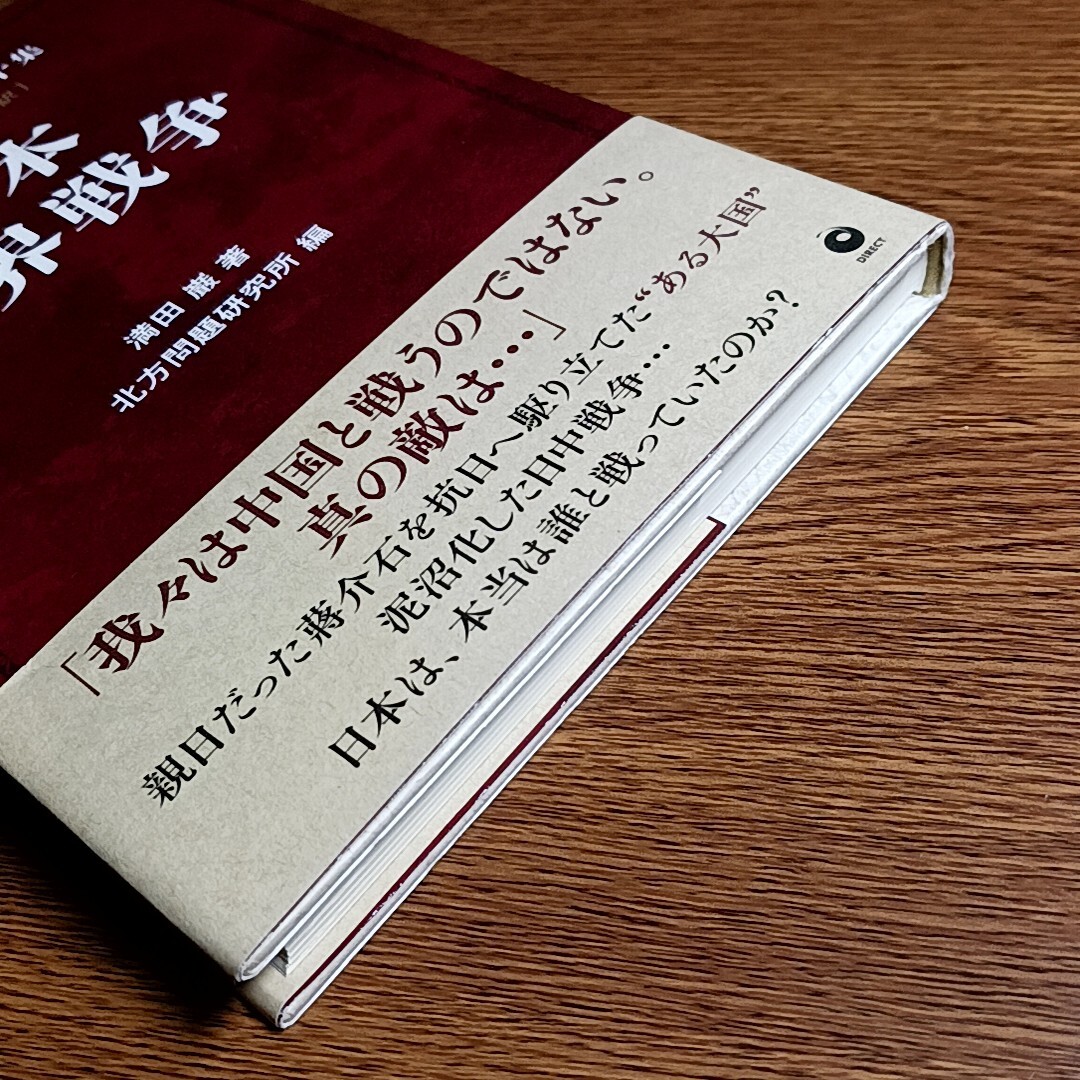 集
訳）
本
界戦争
満田 巖 著
北方問題研究所 編
「我々は中国と戦うのではない。
真の敵は…」
親日だった蔣介石を抗日へ駆り立てた“ある大国”
泥沼化した日中戦争…
日本は、本当は誰と戦っていたのか？
DIRECT